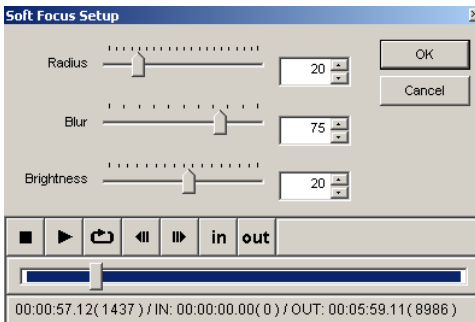 Soft Focus Setup
Radius 20
OK
Cancel
Blur 75
Brightness 20
in out
00:00:57.12( 1437 ) / IN: 00:00:00.00( 0 ) / OUT: 00:05:59.11( 8986 )